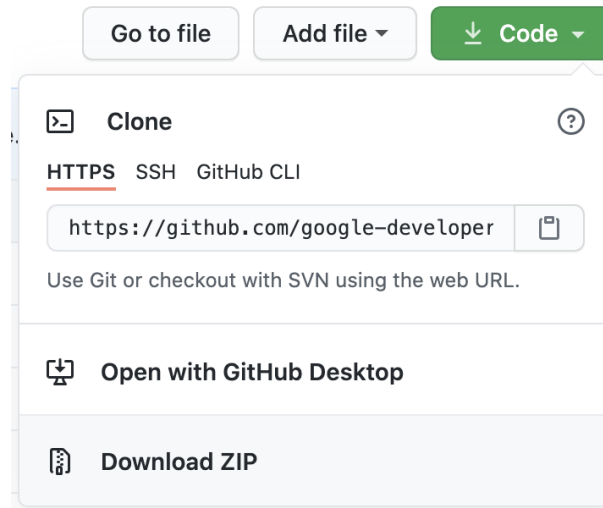 Go to file Add file Code
Clone
HTTPS SSH GitHub CLI
https://github.com/google-developer
Use Git or checkout with SVN using the web URL.
Open with GitHub Desktop
Download ZIP